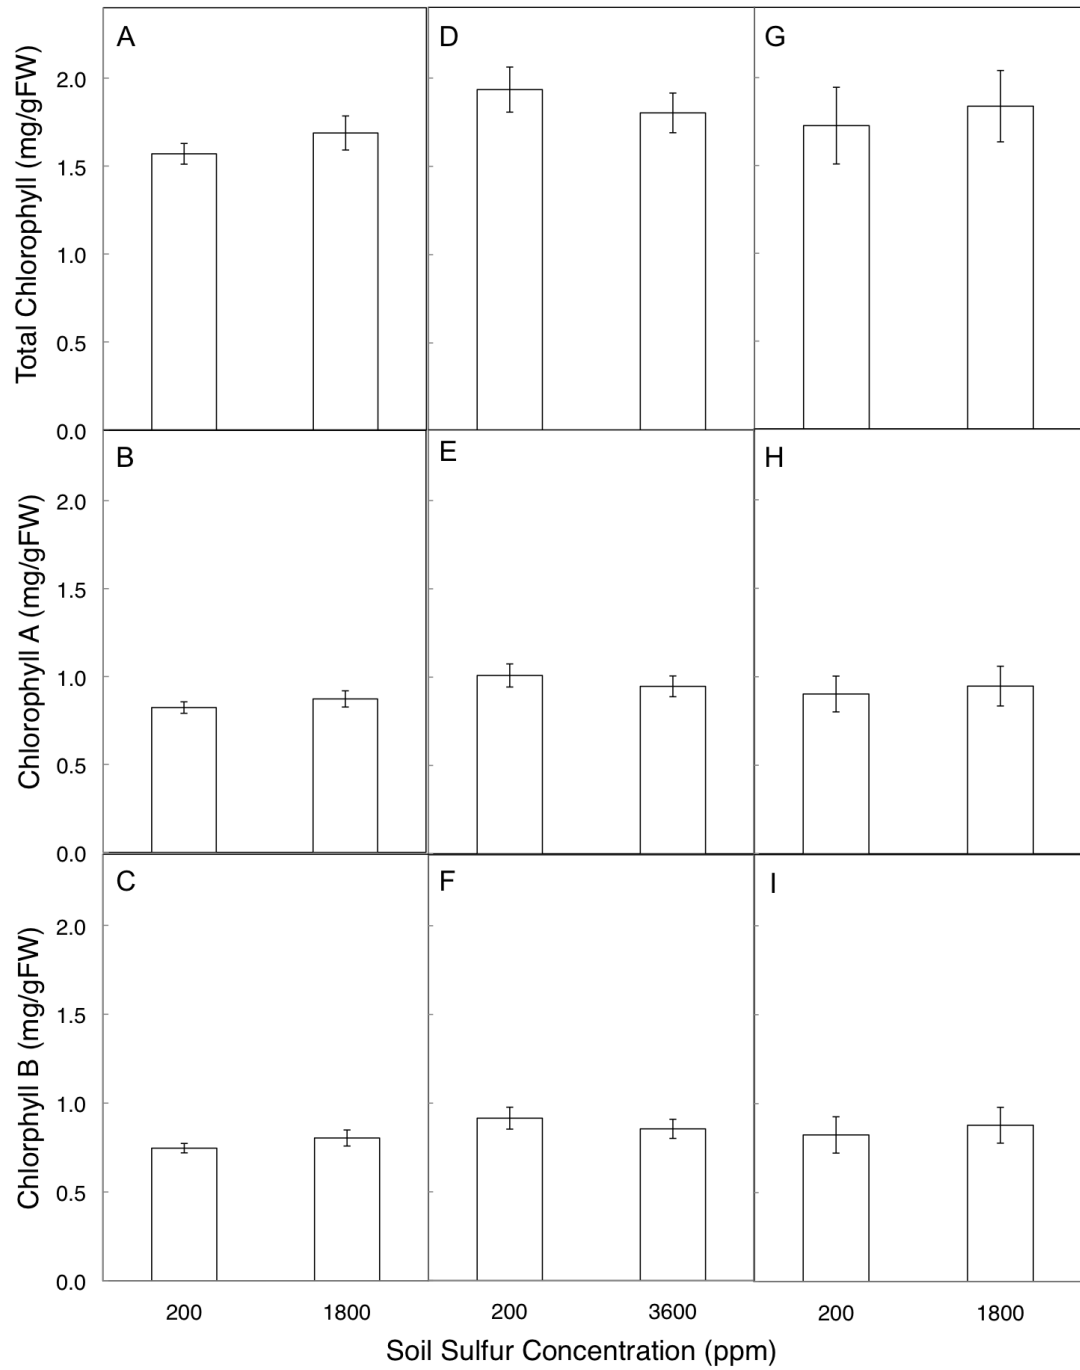 A D G
Total Chlorophyll (mg/gFW)
2.0
1.5
1.0
0.5
0.0
B E H
Chlorophyll A (mg/gFW)
2.0
1.5
1.0
0.5
0.0
C F I
Chlorphyll B (mg/gFW)
2.0
1.5
1.0
0.5
0.0
200 1800 200 3600 200 1800
Soil Sulfur Concentration (ppm)